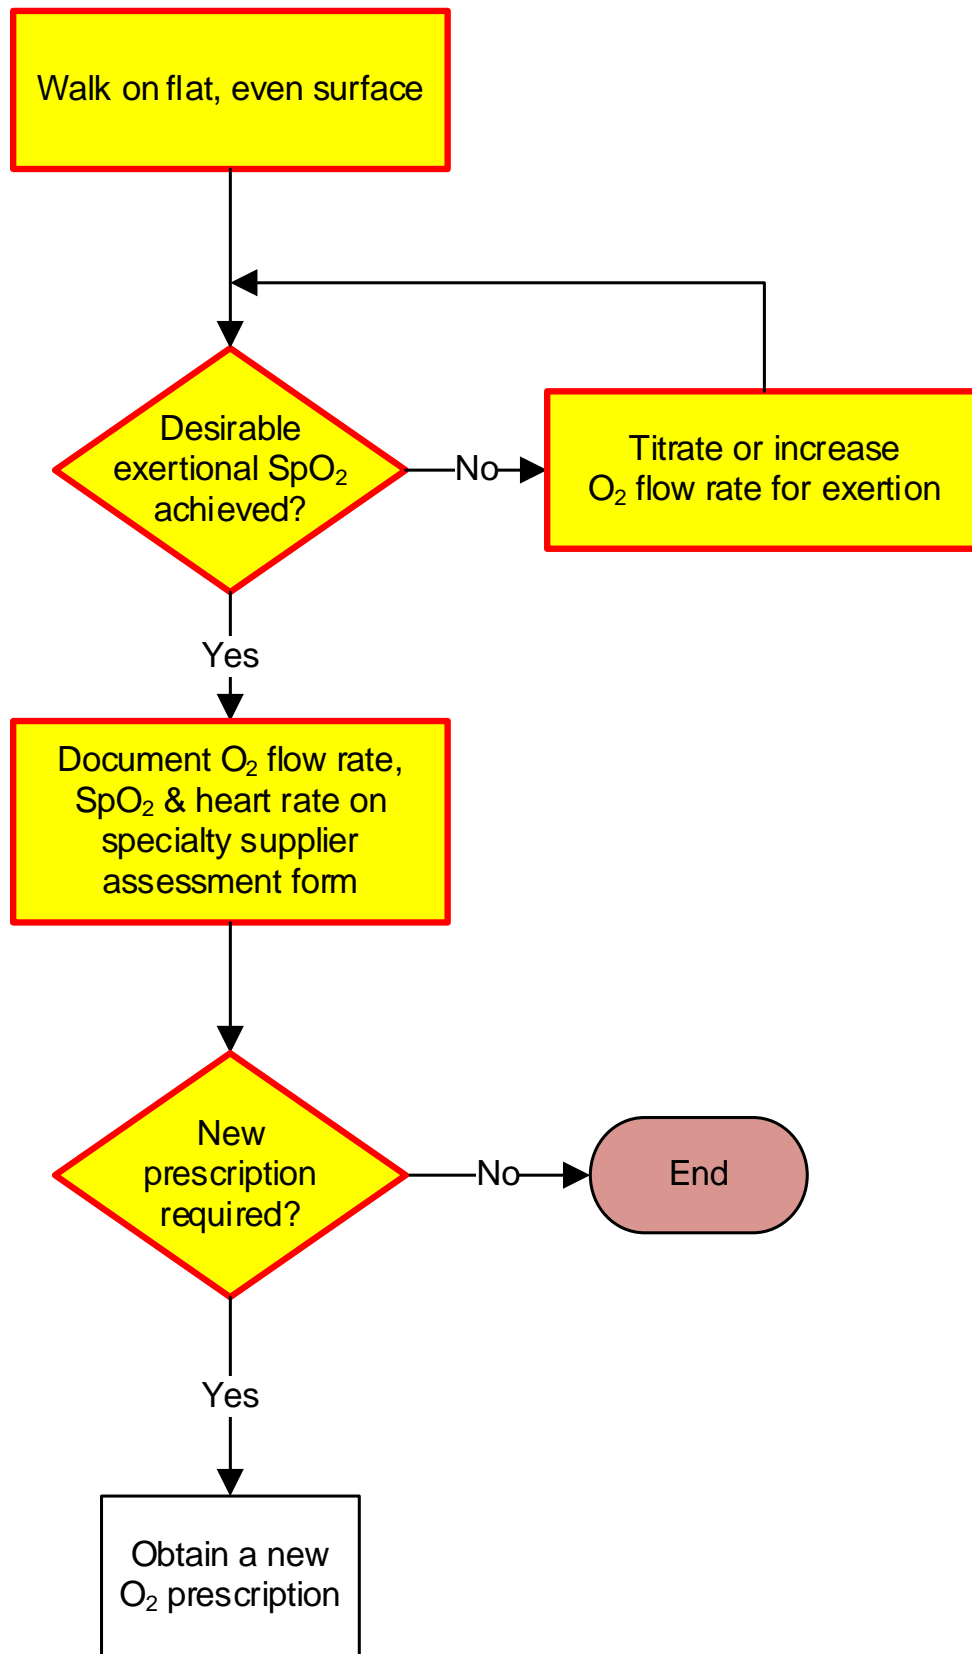 Walk on flat, even surface
Desirable
exertional SpO₂
achieved?
No
Titrate or increase
O₂ flow rate for exertion
Yes
Document O₂ flow rate,
SpO₂ & heart rate on
specialty supplier
assessment form
New
prescription
required?
No
End
Yes
Obtain a new
O₂ prescription